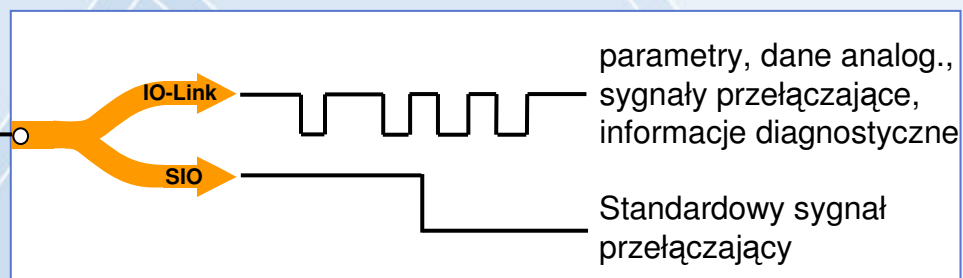 IO-Link
parametry, dane analog.,
sygnały przełączające,
informacje diagnostyczne
SIO
Standardowy sygnał
przełączający